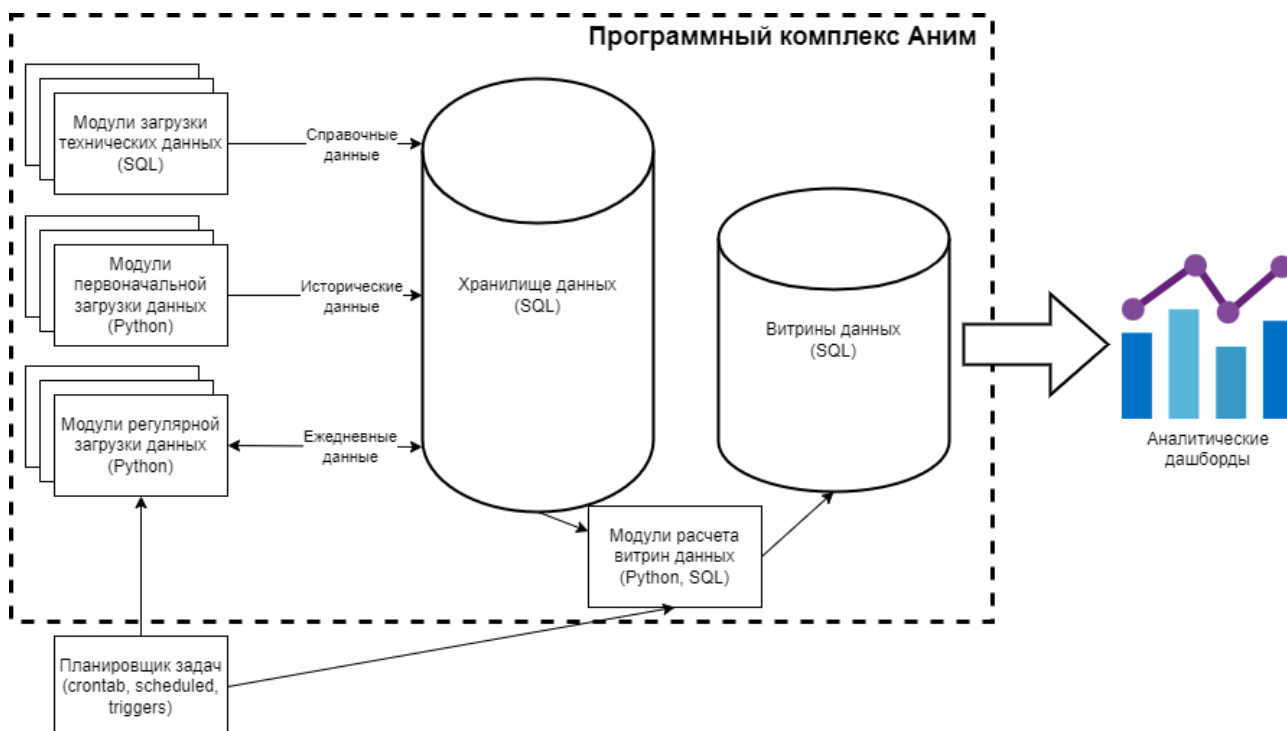 Программный комплекс Аним
Модули загрузки
технических данных
(SQL)
Справочные
данные
Модули
первоначальной
загрузки данных
(Python)
Исторические
данные
Хранилище данных
(SQL)
Витрины данных
(SQL)
Модули регулярной
загрузки данных
(Python)
Ежедневные
данные
Аналитические
дашборды
Модули расчета
витрин данных
(Python, SQL)
Планировщик задач
(crontab, scheduled,
triggers)